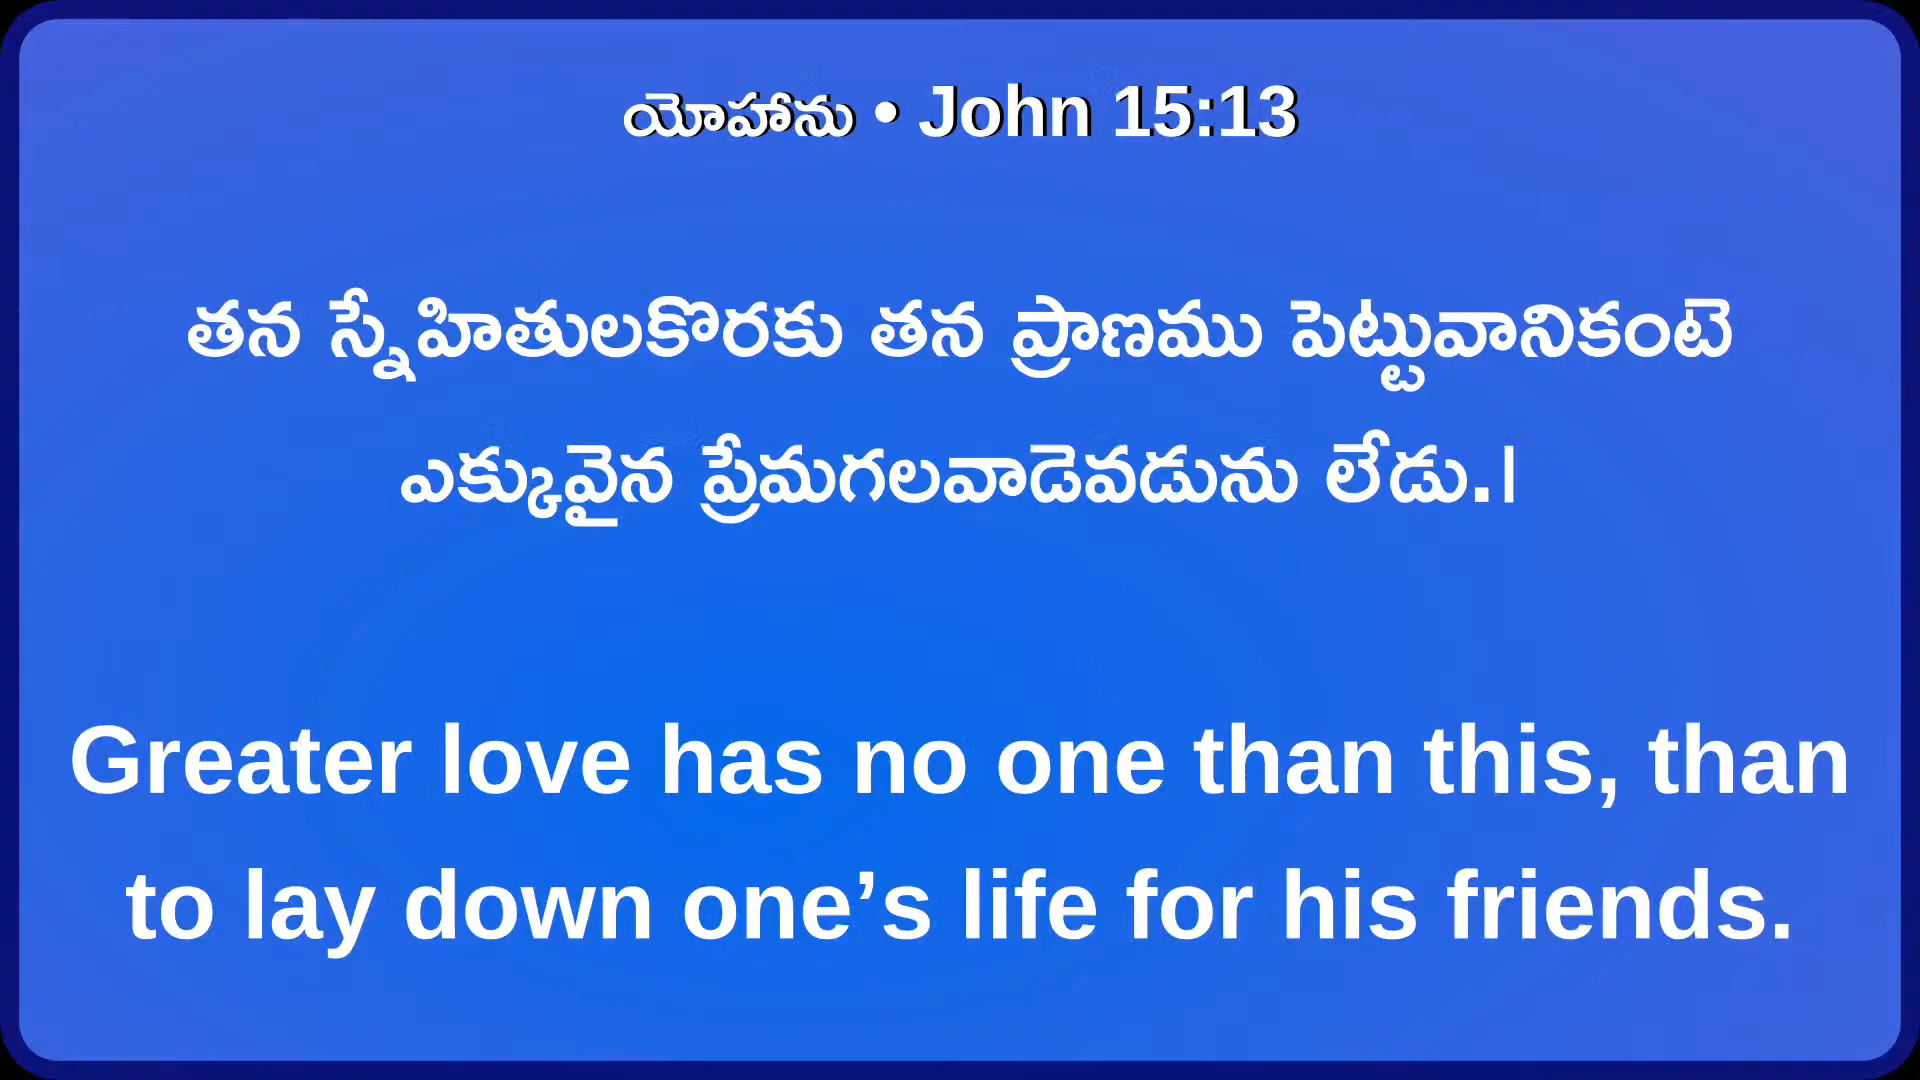 యోహాను • John 15:13
తన స్నేహితులకొరకు తన ప్రాణము పెట్టువానికంటె
ఎక్కువైన ప్రేమగలవాడెవడును లేడు.।
Greater love has no one than this, than
to lay down one’s life for his friends.